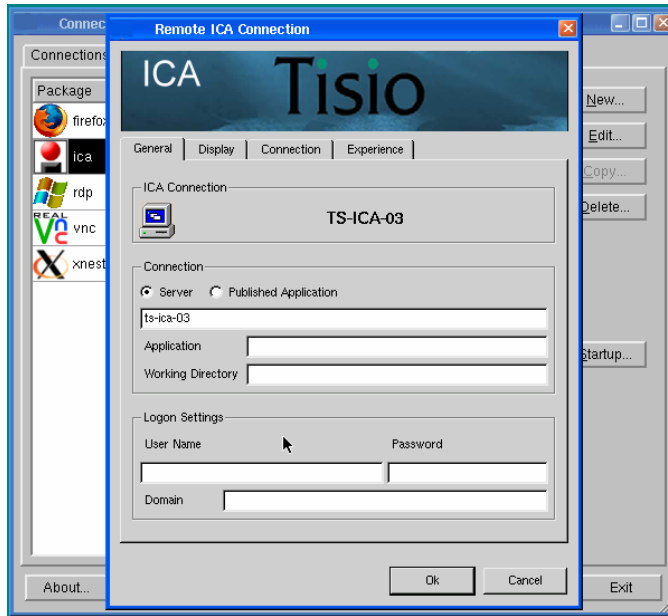 Connec
Remote ICA Connection
Connections
ICA
Tisio
Package
firefox
ica
rdp
REAL
VNC vnc
xnest
General
Display
Connection
Experience
ICA Connection
TS-ICA-03
Connection
Server
Published Application
ts-ica-03
Application
Working Directory
Logon Settings
User Name
Password
Domain
Ok
Cancel
New...
Edit...
Copy...
Delete...
Startup...
About...
Exit